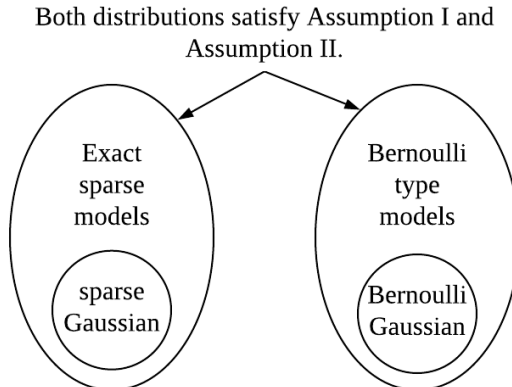 Both distributions satisfy Assumption I and
Assumption II.
Exact
sparse
models
sparse
Gaussian
Bernoulli
type
models
Bernoulli
Gaussian